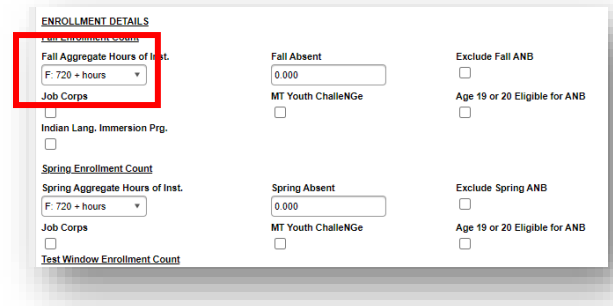 ENROLLMENT DETAILS
Fall Enrollment Count
Fall Aggregate Hours of Inst. Fall Absent Exclude Fall ANB
F: 720 + hours 0.000
Job Corps MT Youth ChalleNGe Age 19 or 20 Eligible for ANB
Indian Lang. Immersion Prg.
Spring Enrollment Count
Spring Aggregate Hours of Inst. Spring Absent Exclude Spring ANB
F: 720 + hours 0.000
Job Corps MT Youth ChalleNGe Age 19 or 20 Eligible for ANB
Test Window Enrollment Count